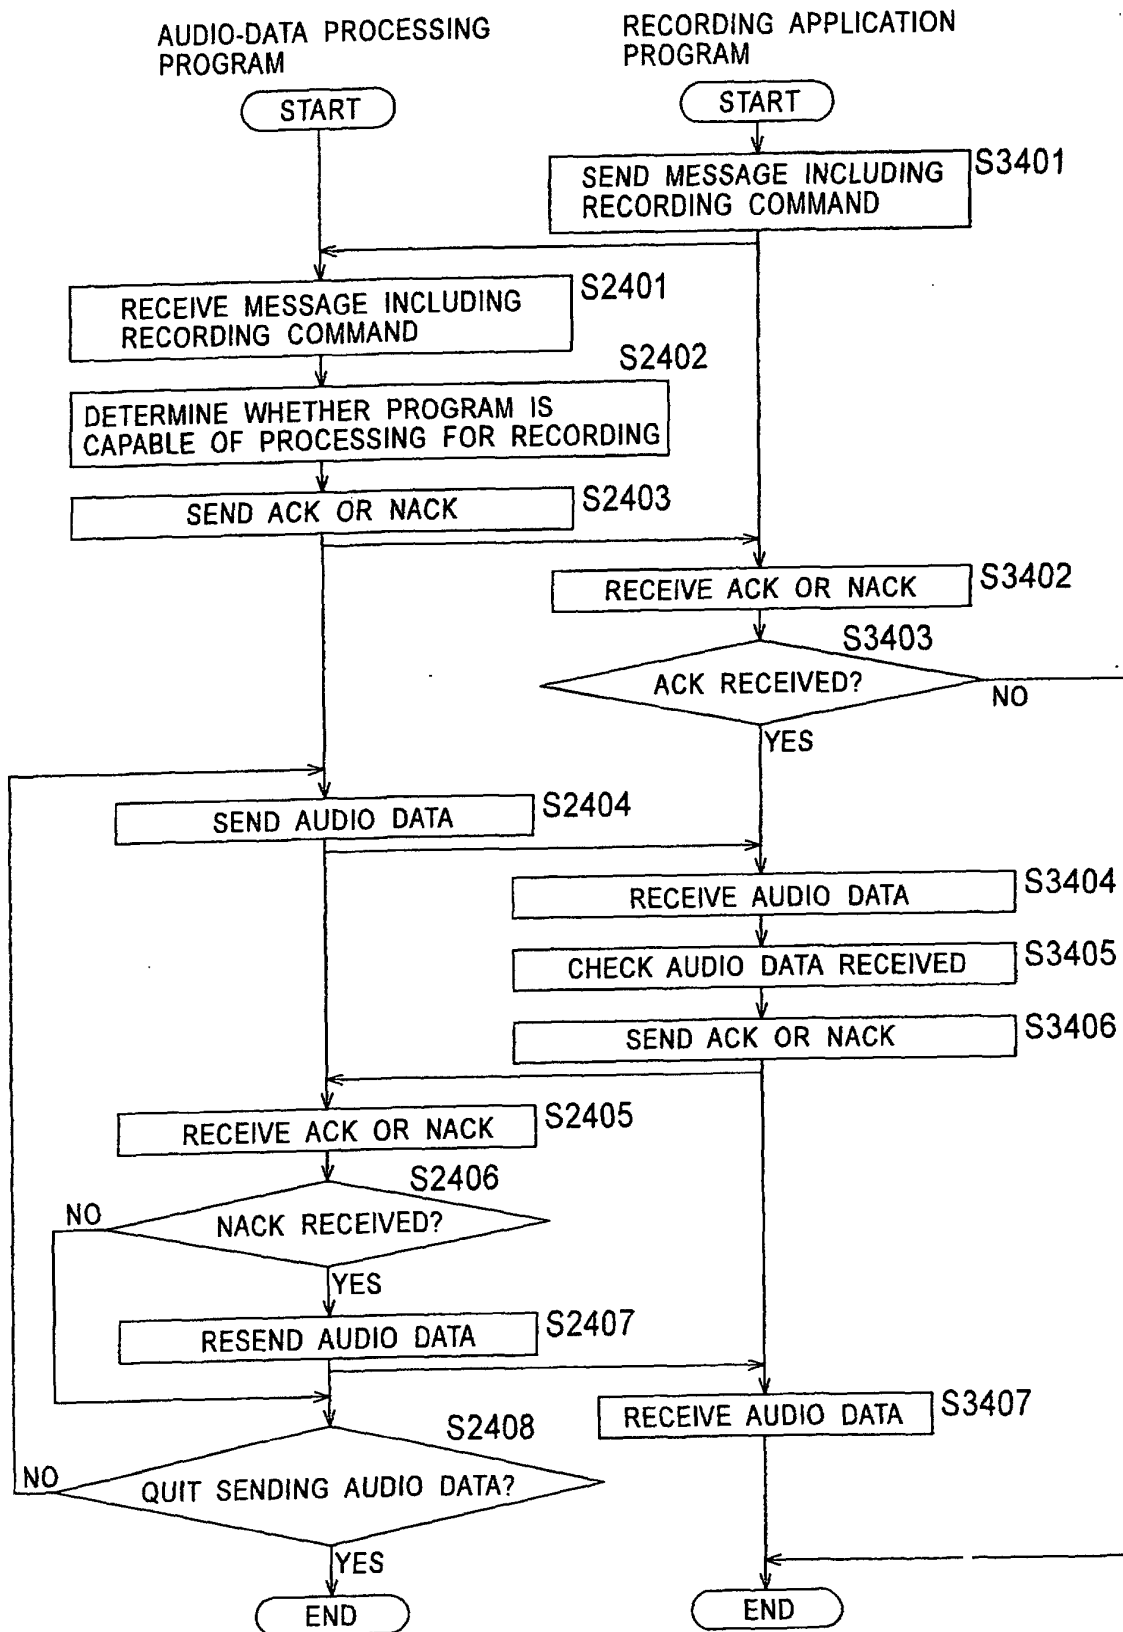 AUDIO-DATA PROCESSING
PROGRAM
RECORDING APPLICATION
PROGRAM
START
START
SEND MESSAGE INCLUDING
RECORDING COMMAND
S3401
RECEIVE MESSAGE INCLUDING
RECORDING COMMAND
S2401
S2402
DETERMINE WHETHER PROGRAM IS
CAPABLE OF PROCESSING FOR RECORDING
SEND ACK OR NACK
S2403
RECEIVE ACK OR NACK
S3402
S3403
ACK RECEIVED?
NO
YES
SEND AUDIO DATA
S2404
RECEIVE AUDIO DATA
S3404
CHECK AUDIO DATA RECEIVED
S3405
SEND ACK OR NACK
S3406
RECEIVE ACK OR NACK
S2405
S2406
NO
NACK RECEIVED?
YES
RESEND AUDIO DATA
S2407
RECEIVE AUDIO DATA
S3407
S2408
NO
QUIT SENDING AUDIO DATA?
YES
END
END